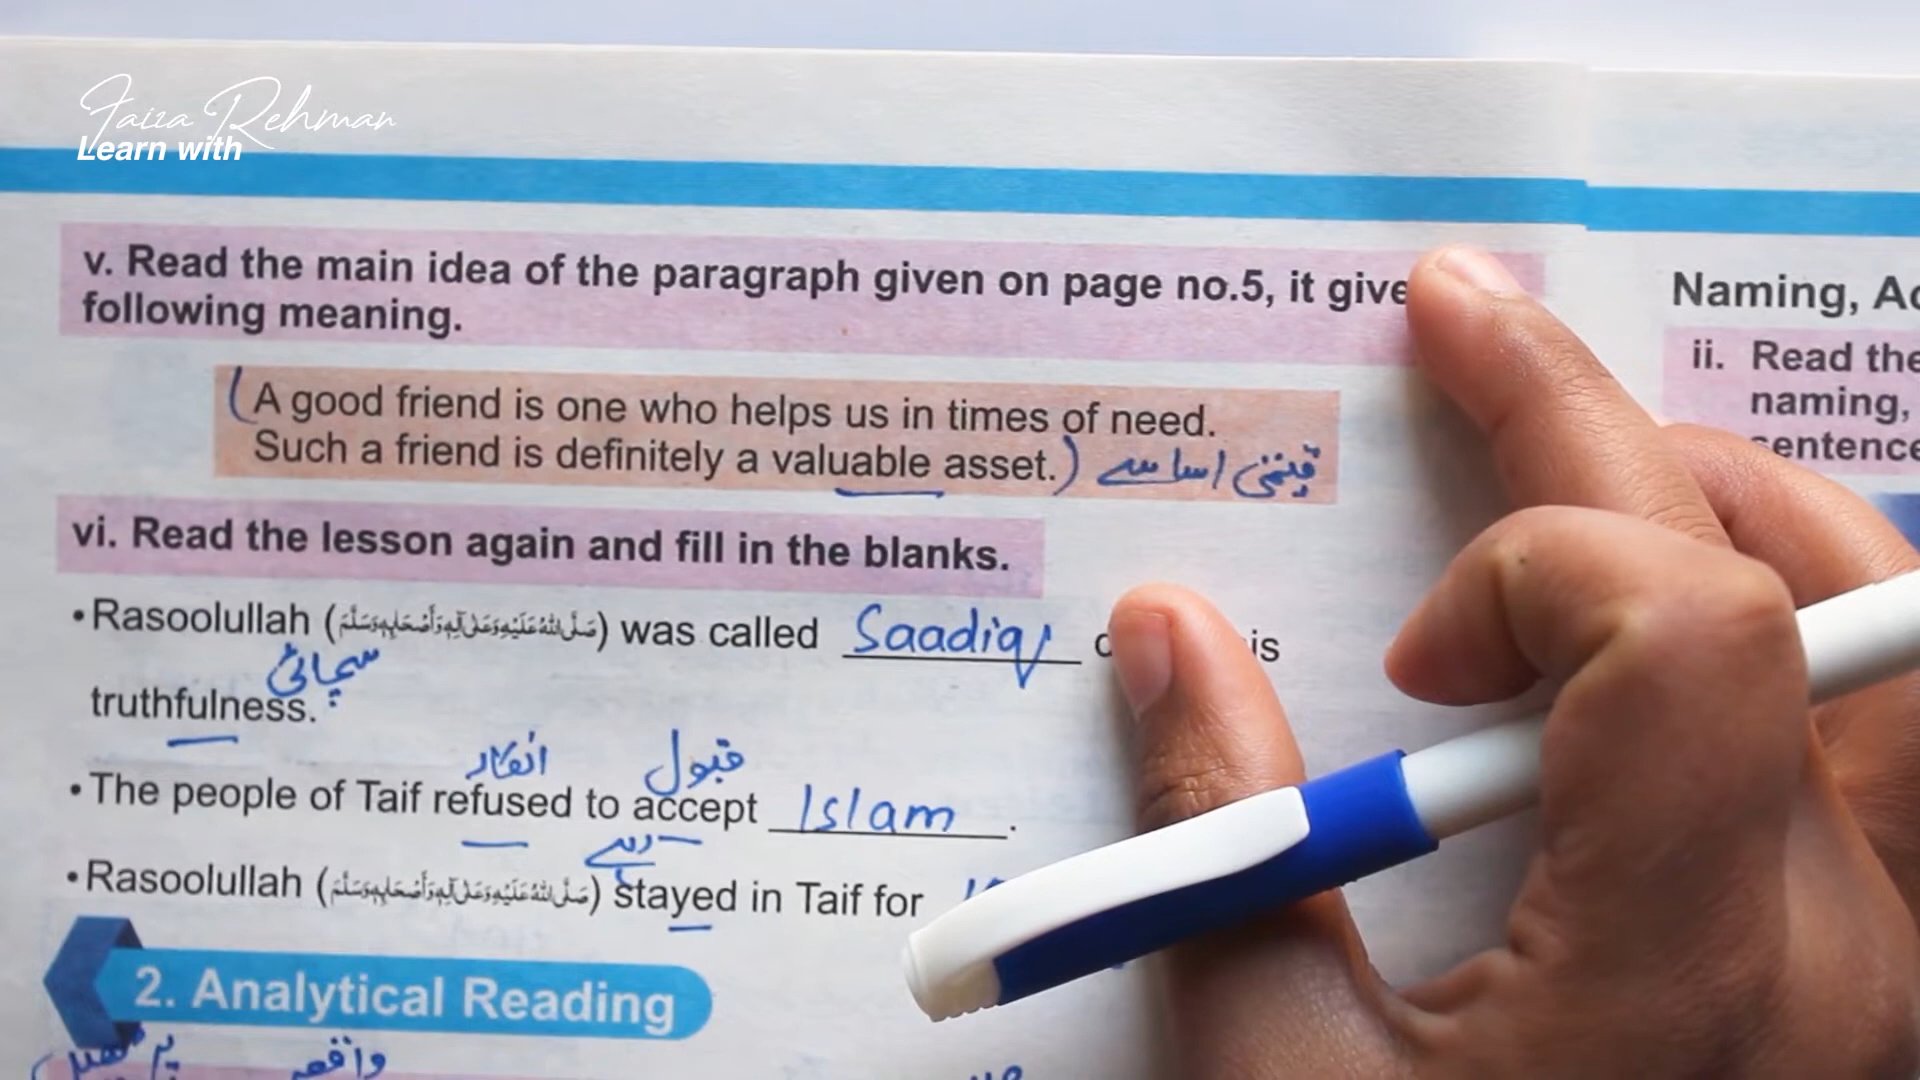 Faiza Rehman
Learn with
v. Read the main idea of the paragraph given on page no.5, it give
following meaning.
(A good friend is one who helps us in times of need.
Such a friend is definitely a valuable asset.) قیمتی اساسے
vi. Read the lesson again and fill in the blanks.
• Rasoolullah (صَلَّى اللهُ عَلَيْهِ وَعَلَى آلِهِ وَأَصْحَابِهِ وَسَلَّمَ) was called Saadiq is
سچائی
truthfulness.
انکار قبول
• The people of Taif refused to accept Islam.
• Rasoolullah (صَلَّى اللهُ عَلَيْهِ وَعَلَى آلِهِ وَأَصْحَابِهِ وَسَلَّمَ) stayed in Taif for
2. Analytical Reading
واقعہ
Naming, Ac
ii. Read the
naming,
sentence